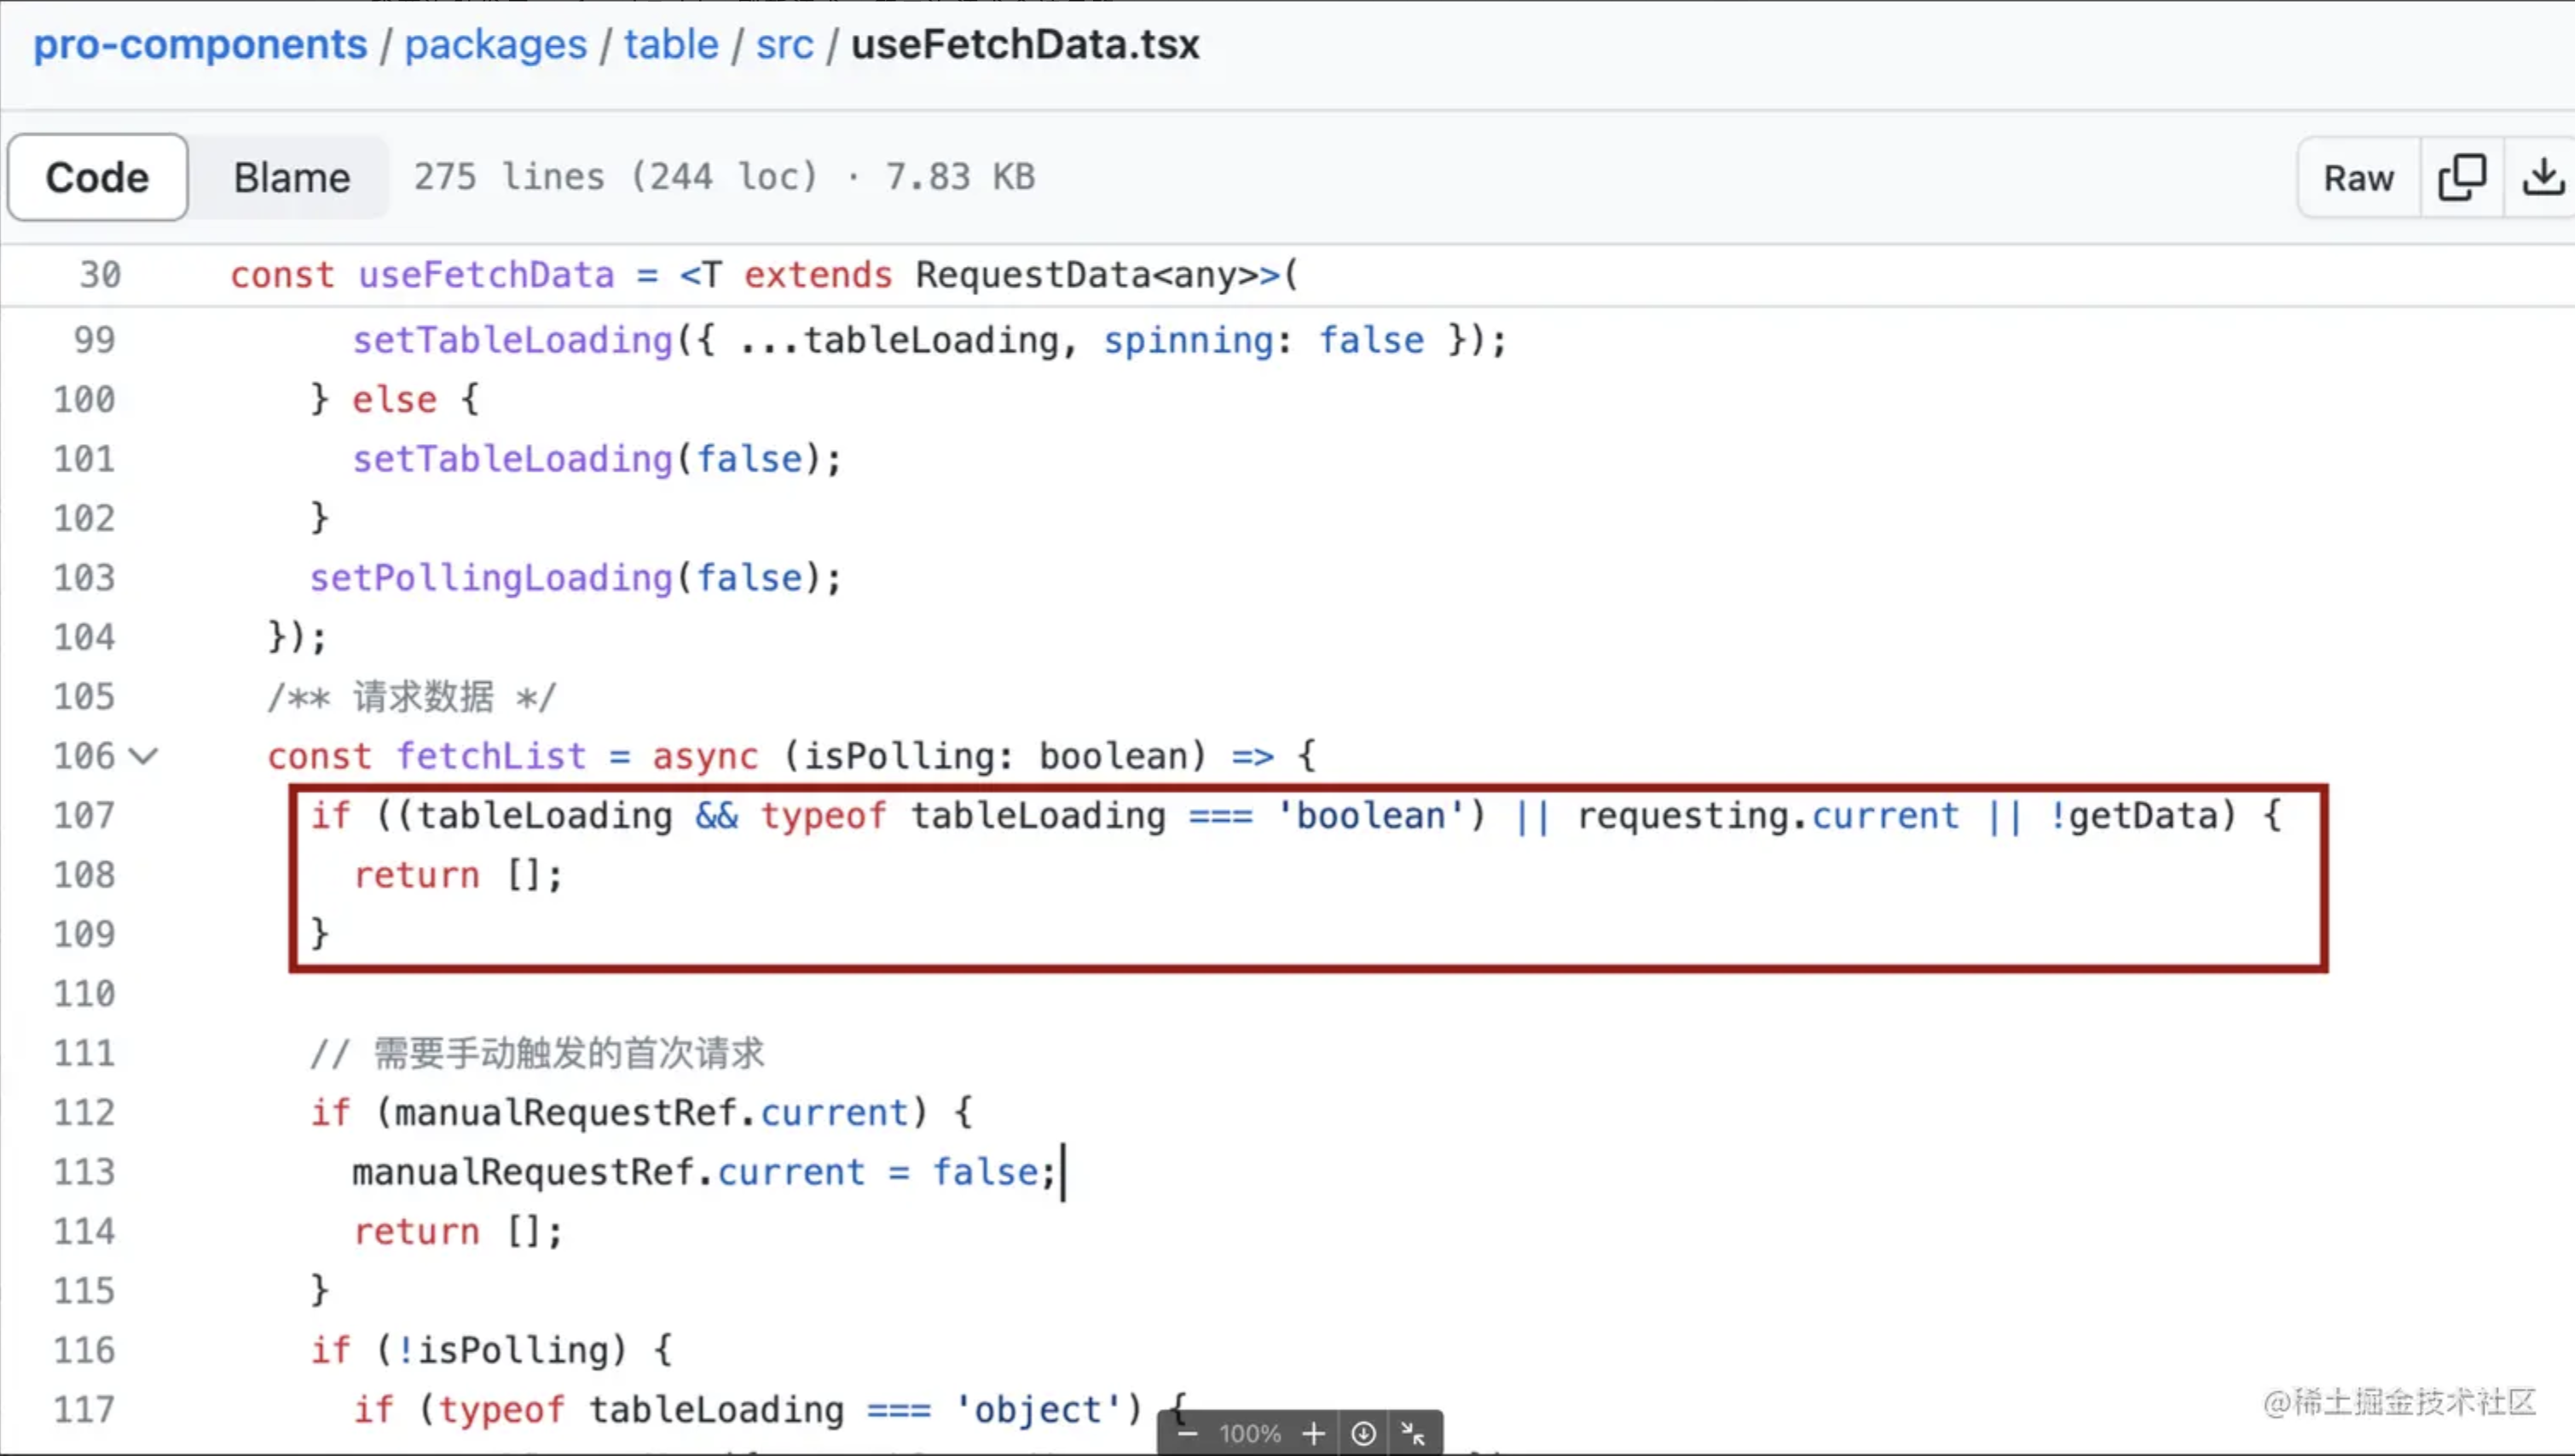 pro-components / packages / table / src / useFetchData.tsx
Code Blame 275 lines (244 loc) · 7.83 KB Raw
30 const useFetchData = <T extends RequestData<any>>(
99 setTableLoading({ ...tableLoading, spinning: false });
100 } else {
101 setTableLoading(false);
102 }
103 setPollingLoading(false);
104 });
105 /** 请求数据 */
106 const fetchList = async (isPolling: boolean) => {
107 if ((tableLoading && typeof tableLoading === 'boolean') || requesting.current || !getData) {
108 return [];
109 }
110
111 // 需要手动触发的首次请求
112 if (manualRequestRef.current) {
113 manualRequestRef.current = false;
114 return [];
115 }
116 if (!isPolling) {
117 if (typeof tableLoading === 'object') {
100%
@稀土掘金技术社区